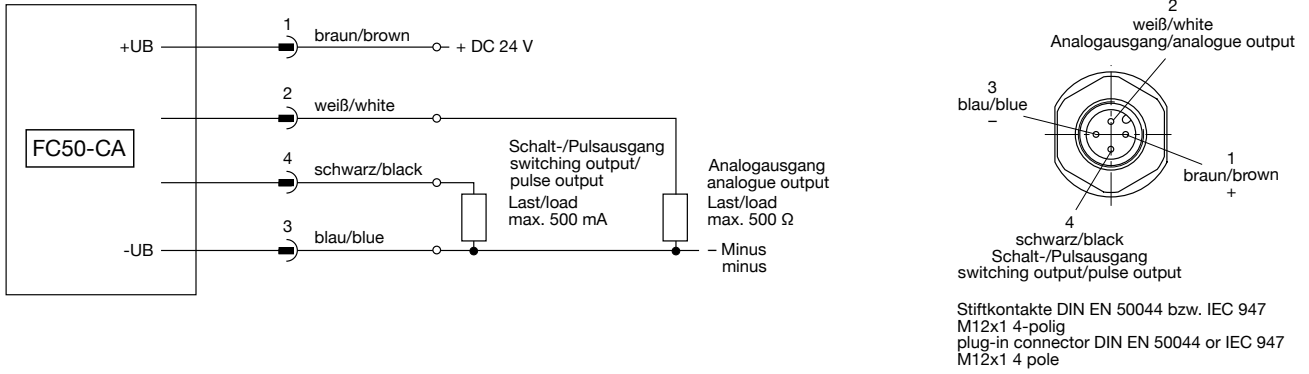 FC50-CA
+UB
1
braun/brown
+ DC 24 V
2
weiß/white
4
schwarz/black
Schalt-/Pulsausgang
switching output/
pulse output
Last/load
max. 500 mA
Analogausgang
analogue output
Last/load
max. 500 Ω
-UB
3
blau/blue
– Minus
minus
2
weiß/white
Analogausgang/analogue output
3
blau/blue
–
1
braun/brown
+
4
schwarz/black
Schalt-/Pulsausgang
switching output/pulse output
Stiftkontakte DIN EN 50044 bzw. IEC 947
M12x1 4-polig
plug-in connector DIN EN 50044 or IEC 947
M12x1 4 pole